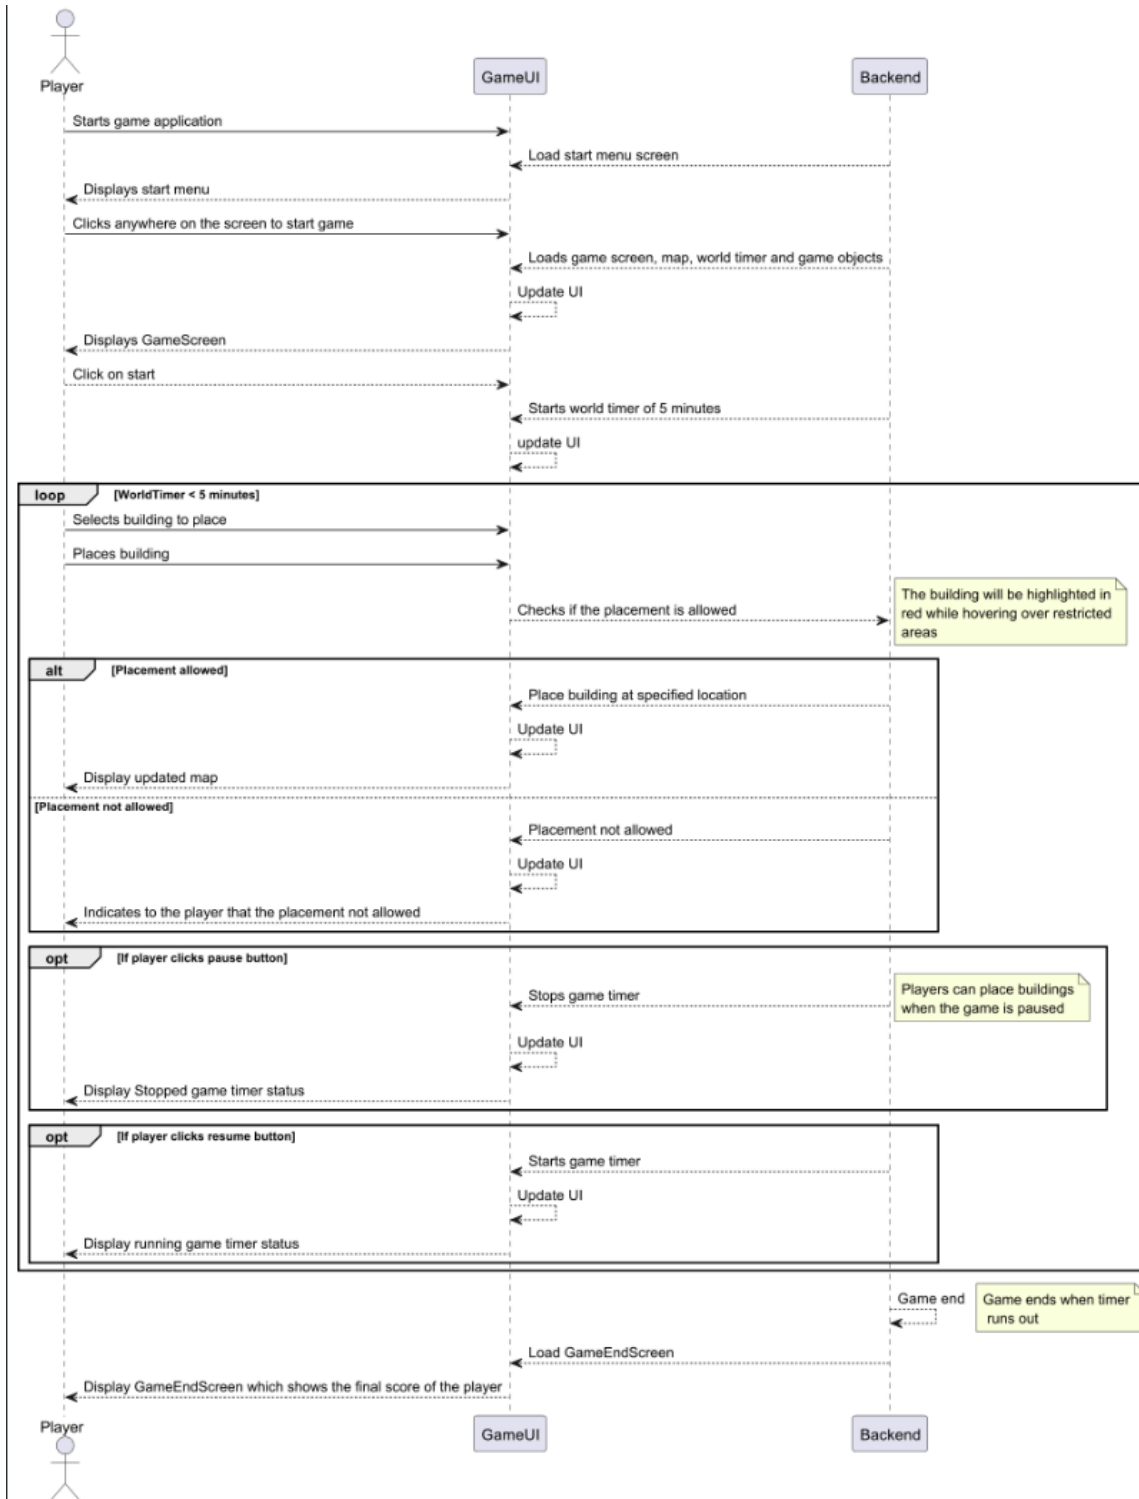 Player
GameUI
Backend
Starts game application
Load start menu screen
Displays start menu
Clicks anywhere on the screen to start game
Loads game screen, map, world timer and game objects
Update UI
Displays GameScreen
Click on start
Starts world timer of 5 minutes
update UI
loop
[WorldTimer < 5 minutes]
Selects building to place
Places building
Checks if the placement is allowed
The building will be highlighted in
red while hovering over restricted
areas
alt
[Placement allowed]
Place building at specified location
Update UI
Display updated map
[Placement not allowed]
Placement not allowed
Update UI
Indicates to the player that the placement not allowed
opt
[If player clicks pause button]
Stops game timer
Players can place buildings
when the game is paused
Update UI
Display Stopped game timer status
opt
[If player clicks resume button]
Starts game timer
Update UI
Display running game timer status
Game end
Game ends when timer
runs out
Load GameEndScreen
Display GameEndScreen which shows the final score of the player
Player
GameUI
Backend